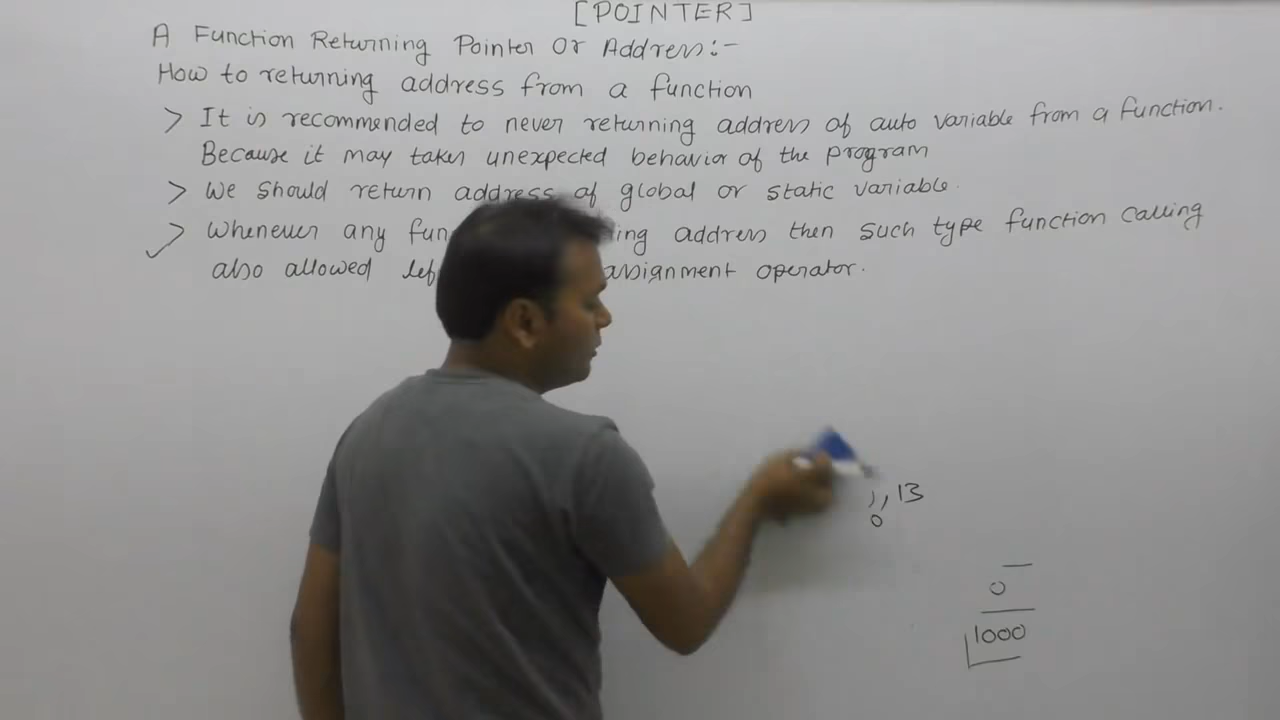 [POINTER]
A Function Returning Pointer Or Address:-
How to returning address from a function
> It is recommended to never returning address of auto variable from a function.
Because it may taken unexpected behavior of the program
> We should return address of global or static variable.
> Whenever any fun ing address then such type function calling
also allowed lef assignment operator.
, 13
0
0
1000